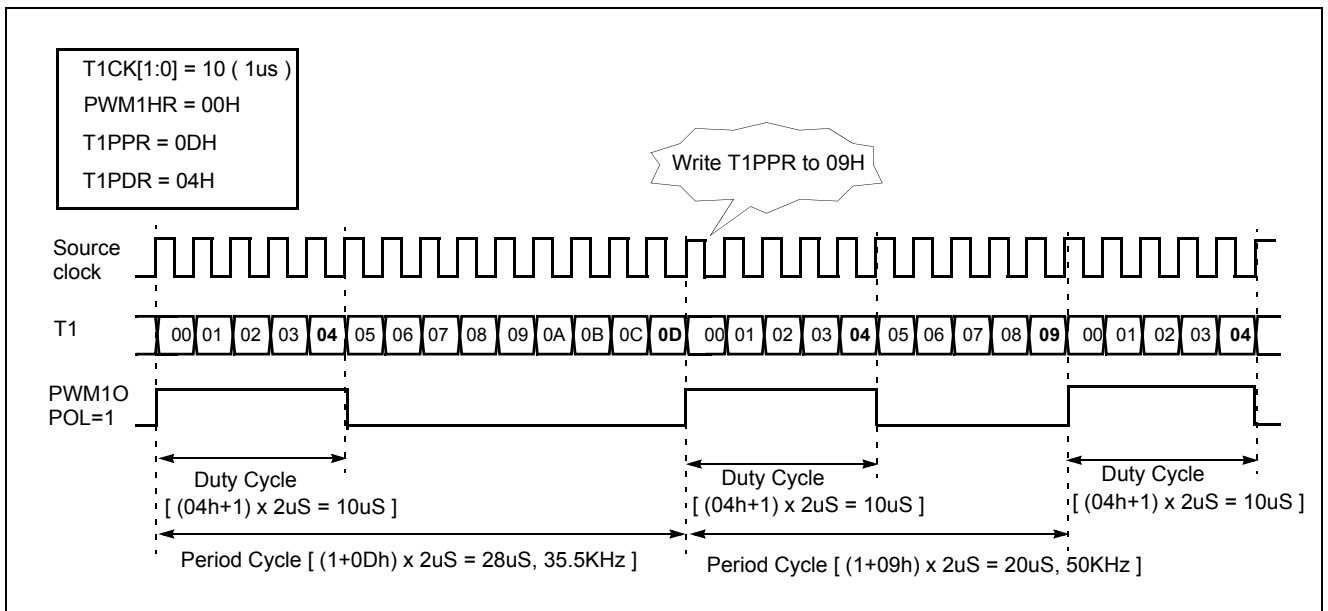 T1CK[1:0] = 10 ( 1us )
PWM1HR = 00H
T1PPR = 0DH
T1PDR = 04H
Write T1PPR to 09H
Source
clock
T1
00 01 02 03 04 05 06 07 08 09 0A 0B 0C 0D 00 01 02 03 04 05 06 07 08 09 00 01 02 03 04
PWM1O
POL=1
Duty Cycle
[ (04h+1) x 2uS = 10uS ]
Duty Cycle
[ (04h+1) x 2uS = 10uS ]
Duty Cycle
[ (04h+1) x 2uS = 10uS ]
Period Cycle [ (1+0Dh) x 2uS = 28uS, 35.5KHz ]
Period Cycle [ (1+09h) x 2uS = 20uS, 50KHz ]